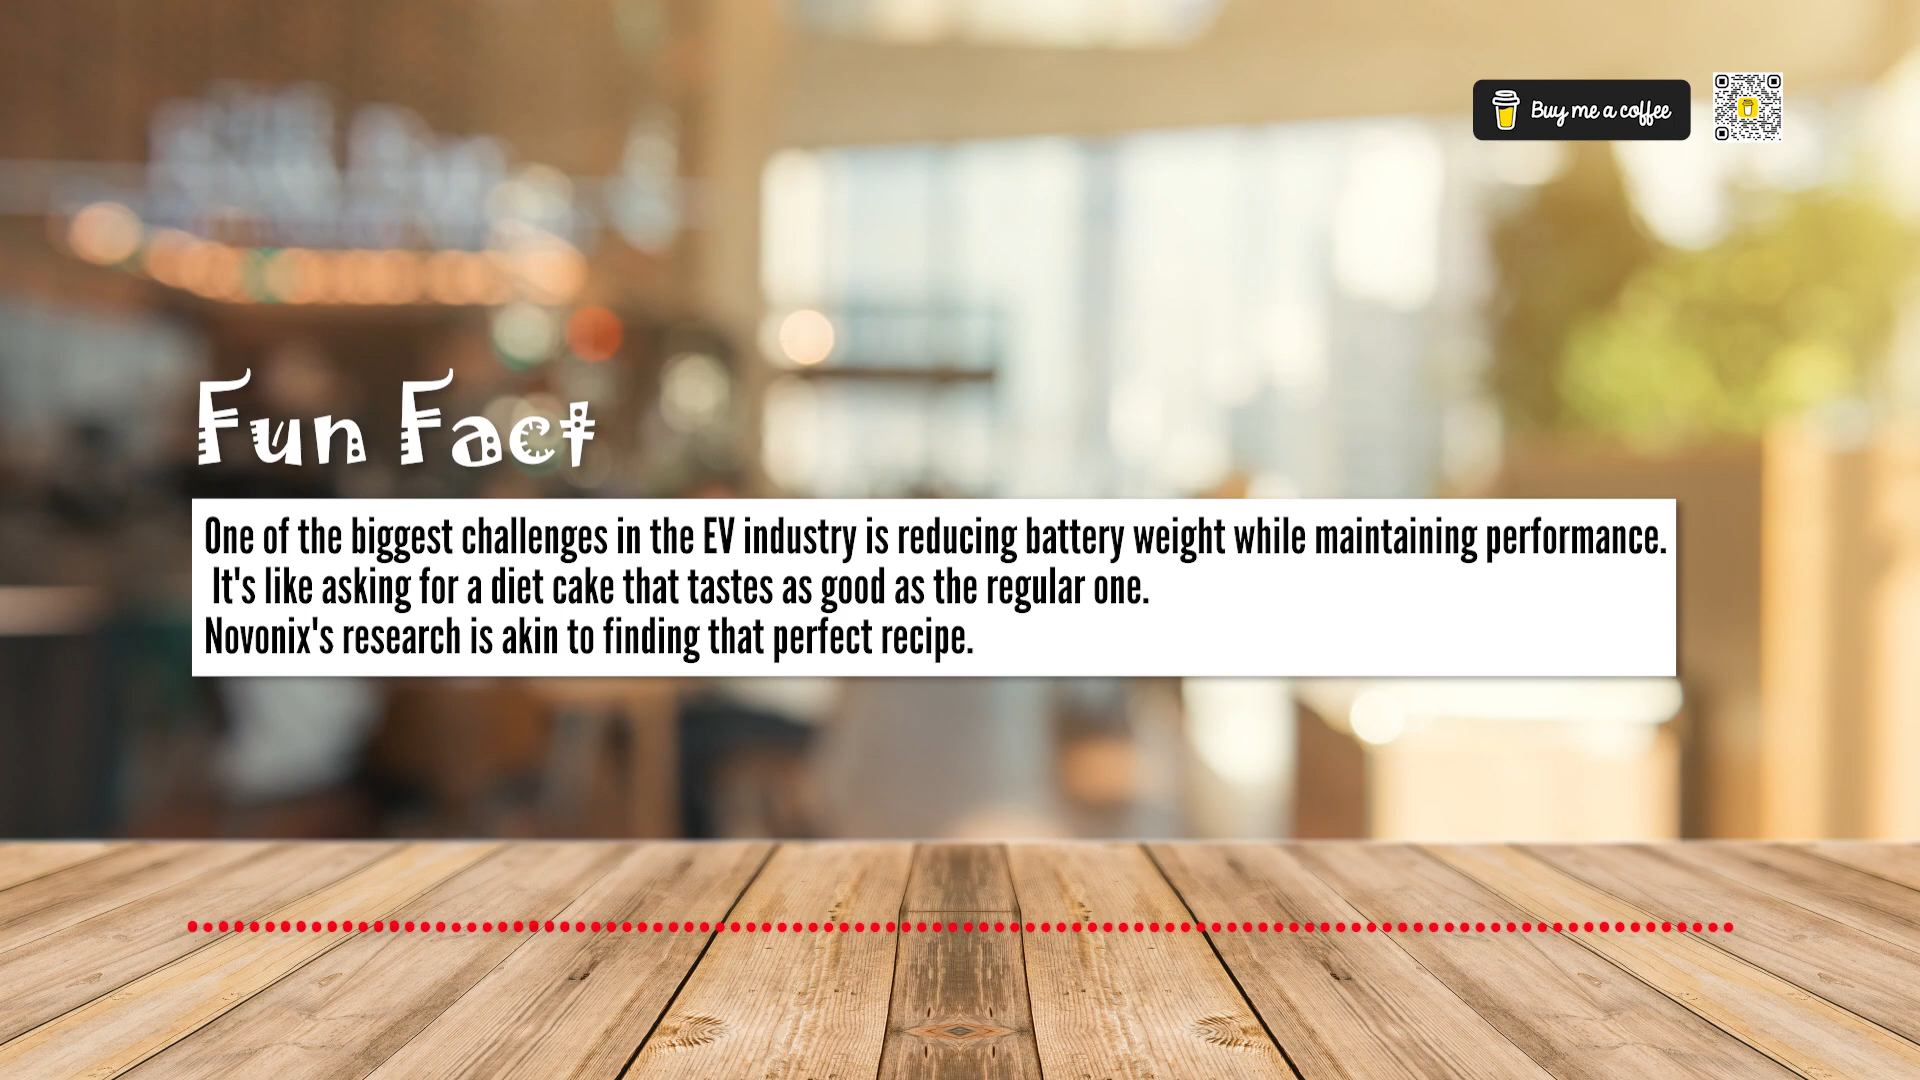 Buy me a coffee
Fun Fact
One of the biggest challenges in the EV industry is reducing battery weight while maintaining performance.
It's like asking for a diet cake that tastes as good as the regular one.
Novonix's research is akin to finding that perfect recipe.